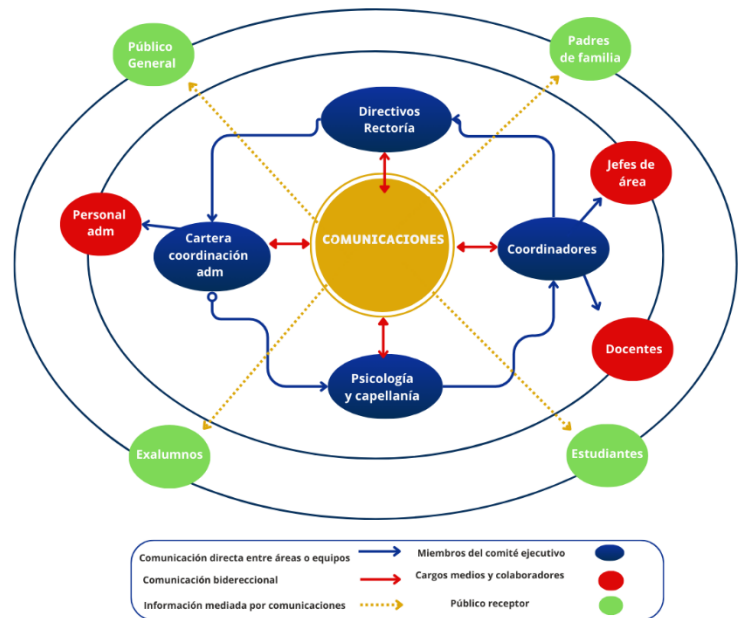 Público
General
Padres
de familia
Directivos
Rectoría
Jefes de
área
Personal
adm
Cartera
coordinación
adm
COMUNICACIONES
Coordinadores
Docentes
Psicología
y capellanía
Exalumnos
Estudiantes
Comunicación directa entre áreas o equipos
Miembros del comité ejecutivo
Comunicación bidereccional
Cargos medios y colaboradores
Información mediada por comunicaciones
Público receptor